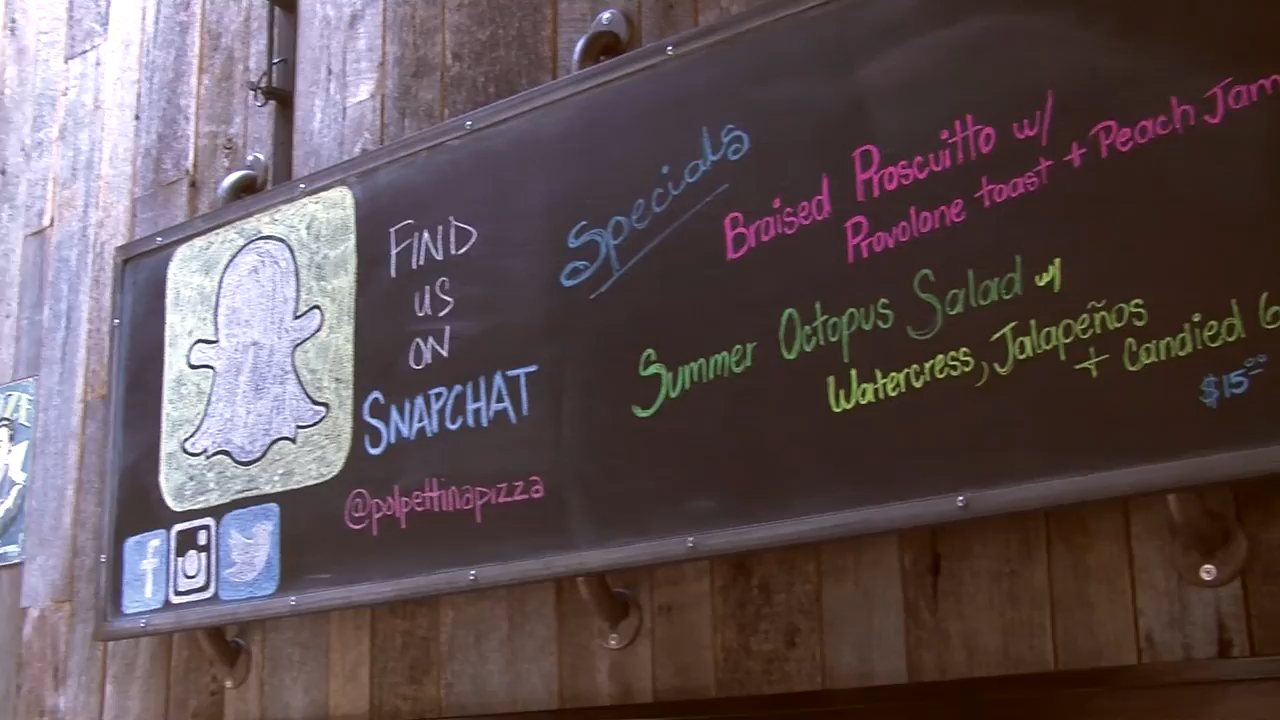 FIND
US
ON
SNAPCHAT
@polpettinapizza
Specials
Braised Proscuitto w/
Provolone toast + Peach Jam
Summer Octopus Salad w/
Watercress, Jalapeños
+ Candied
$15.00